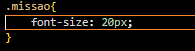 .missao{
font-size: 20px;
}